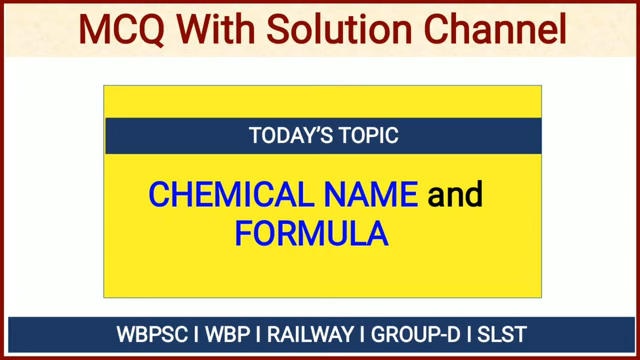 MCQ With Solution Channel
TODAY'S TOPIC
CHEMICAL NAME and
FORMULA
WBPSC I WBP I RAILWAY I GROUP-D I SLST